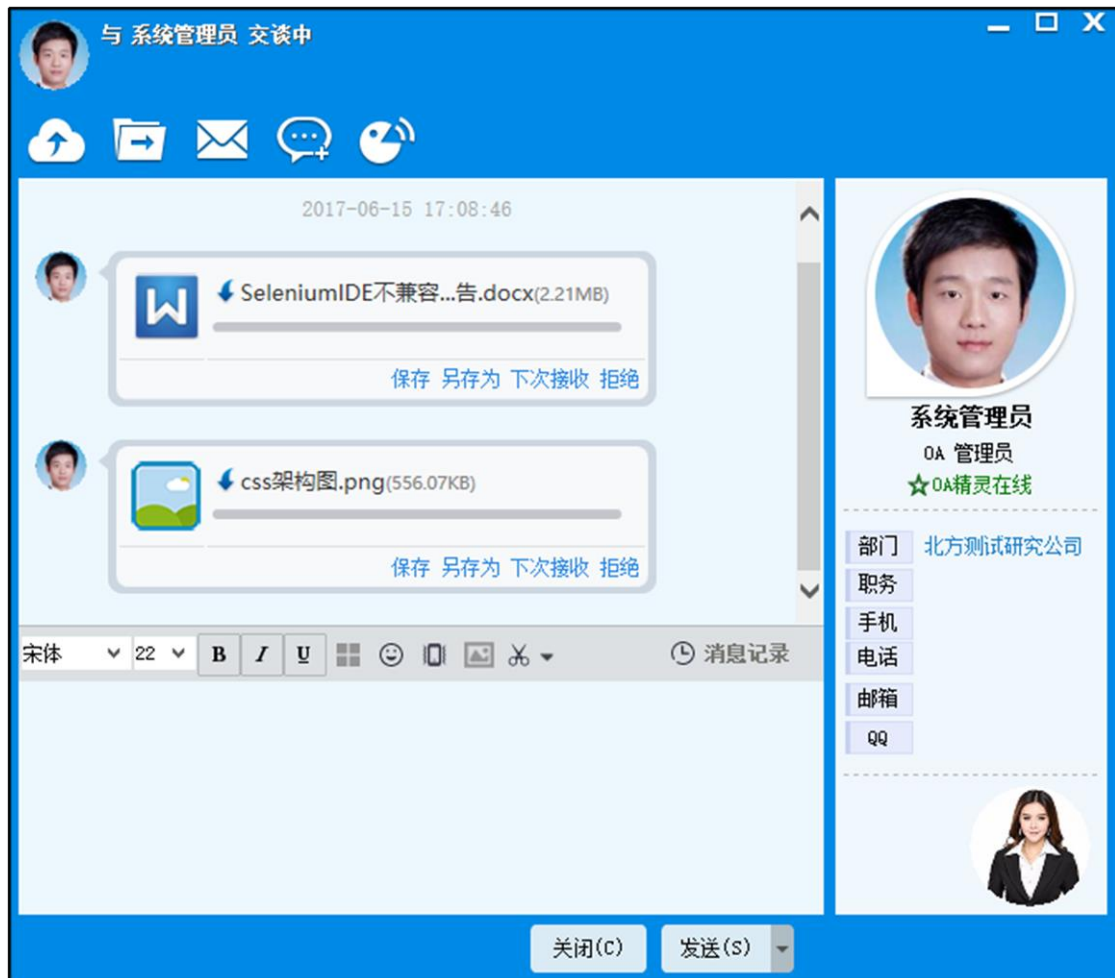 与 系统管理员 交谈中
2017-06-15 17:08:46
SeleniumIDE不兼容...告.docx(2.21MB)
保存 另存为 下次接收 拒绝
css架构图.png(556.07KB)
保存 另存为 下次接收 拒绝
宋体 22 B I U 消息记录
关闭(C) 发送(S)
系统管理员
OA 管理员
☆OA精灵在线
部门 北方测试研究公司
职务
手机
电话
邮箱
QQ